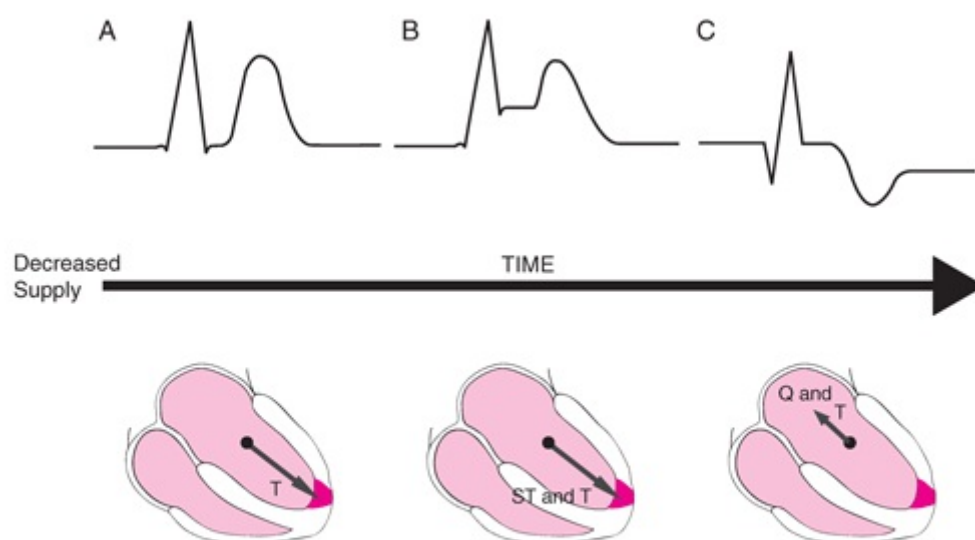 A
B
C
Decreased
Supply
TIME
T
ST and T
Q and
T